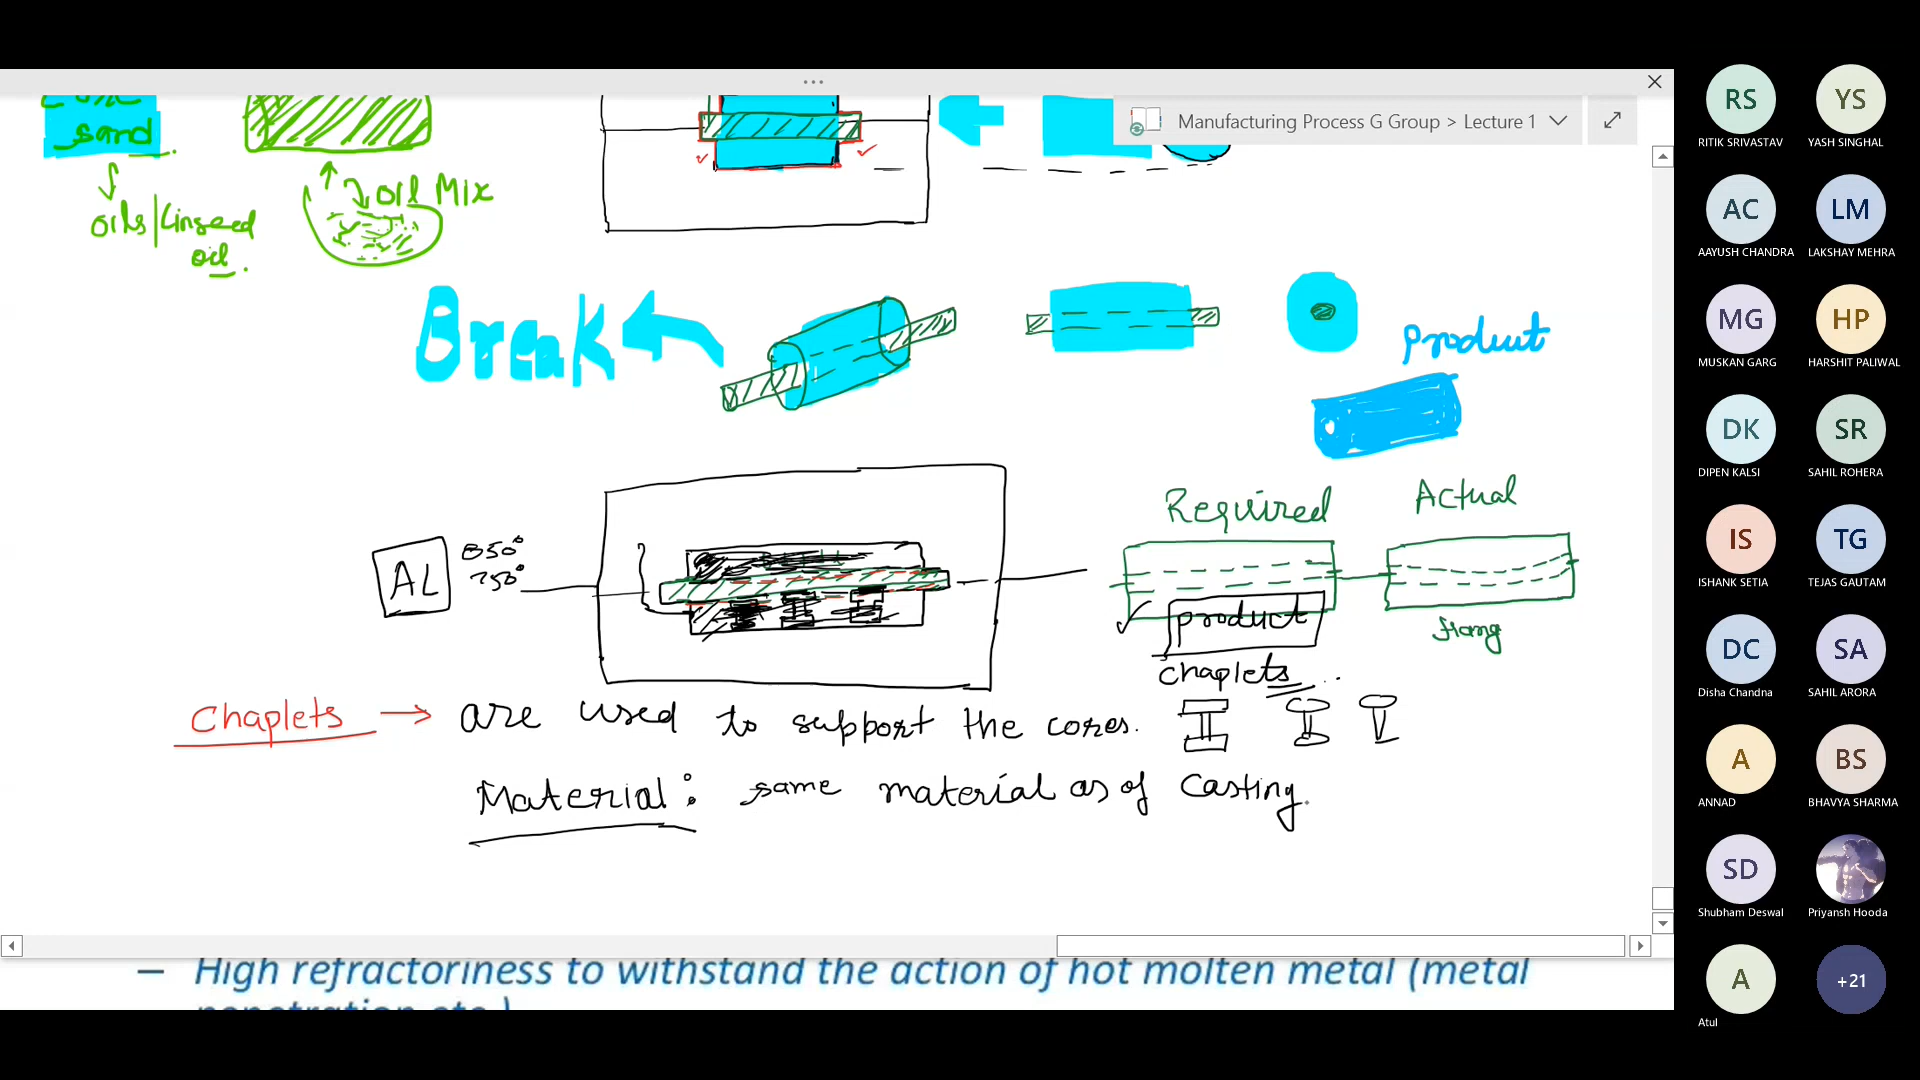 Manufacturing Process G Group > Lecture 1
sand
oils/Linseed
oil.
oil Mix
Break
Product
Required
Actual
AL
750°
product
chaplets
Chaplets → are used to support the cores.
Material: same material as of Casting.
– High refractoriness to withstand the action of hot molten metal (metal
RS
RITIK SRIVASTAV
YS
YASH SINGHAL
AC
AAYUSH CHANDRA
LM
LAKSHAY MEHRA
MG
MUSKAN GARG
HP
HARSHIT PALIWAL
DK
DIPEN KALSI
SR
SAHIL ROHERA
IS
ISHANK SETIA
TG
TEJAS GAUTAM
DC
Disha Chandna
SA
SAHIL ARORA
A
ANNAD
BS
BHAVYA SHARMA
SD
Shubham Deswal
Priyansh Hooda
A
Atul
+21